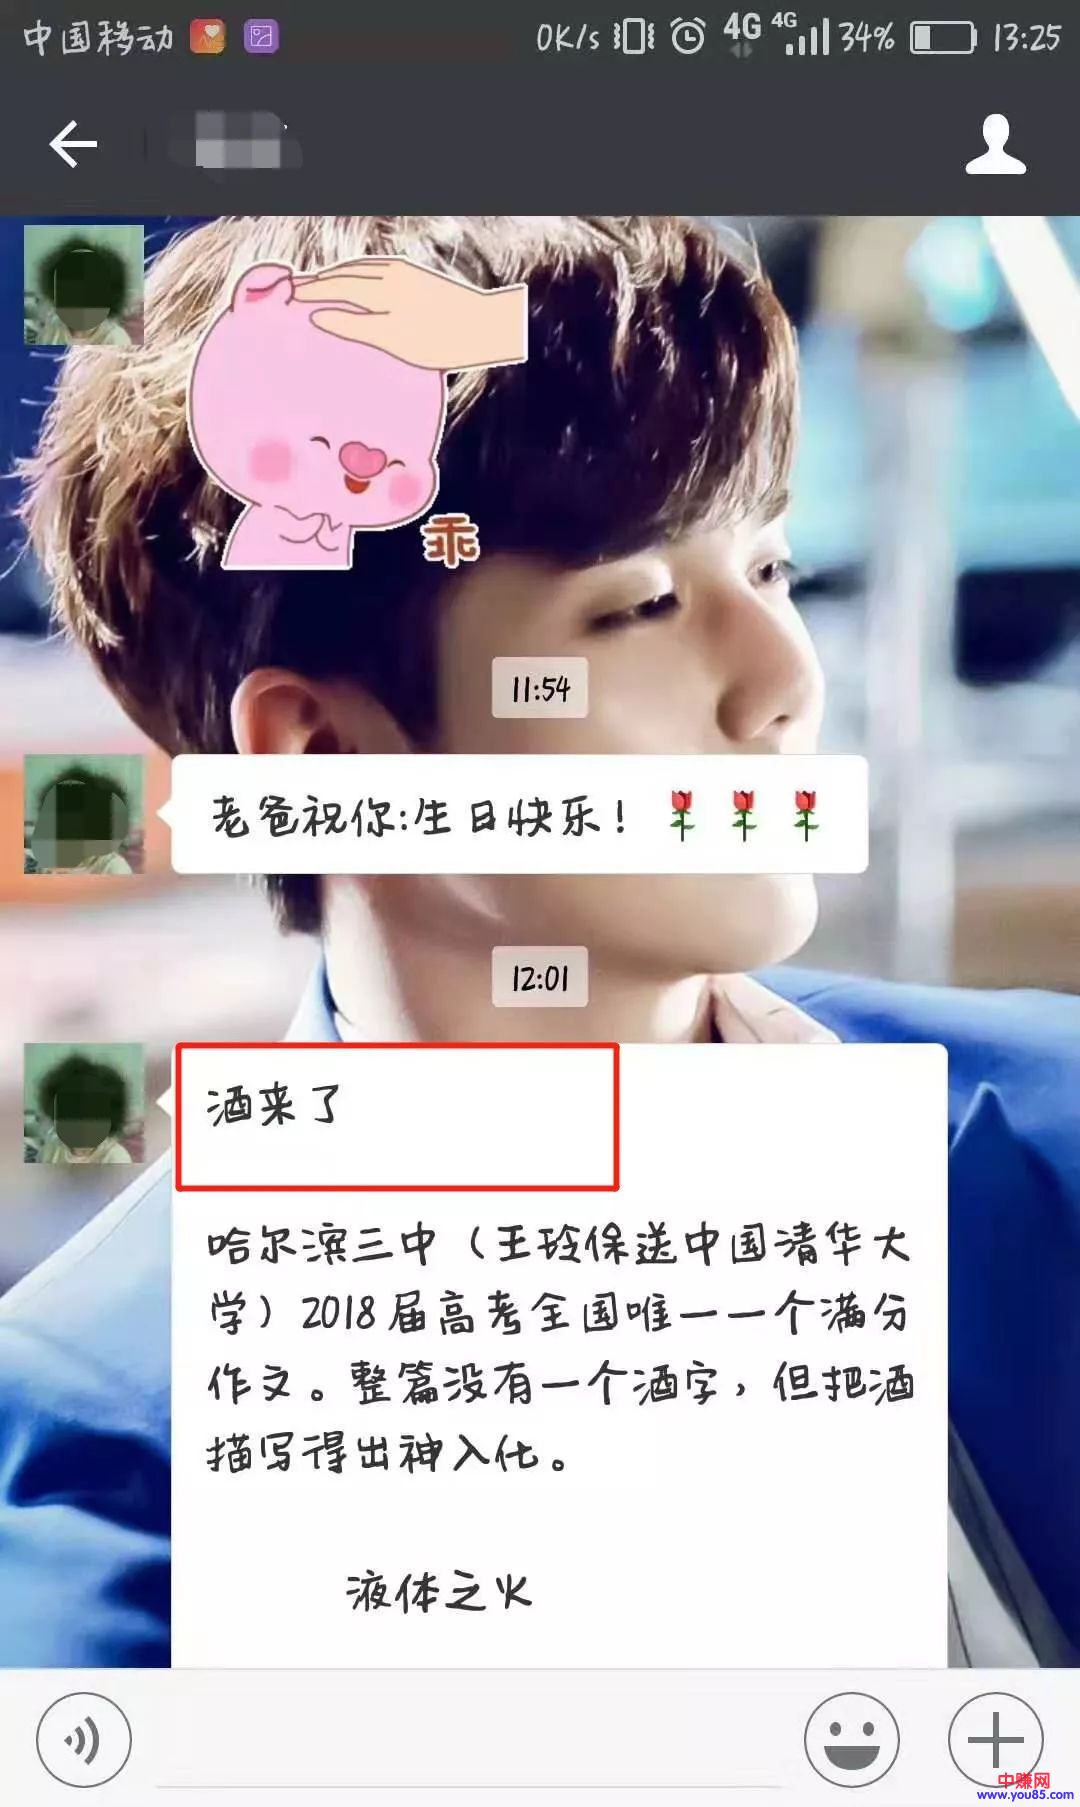 中国移动 0K/s 4G 4G 34% 13:25
乖
11:54
老爸祝你:生日快乐！🌹🌹🌹
12:01
酒来了
哈尔滨三中（王玲保送中国清华大
学）2018届高考全国唯一一个满分
作文。整篇没有一个酒字，但把酒
描写得出神入化。
液体之火
中赚网
www.you85.com